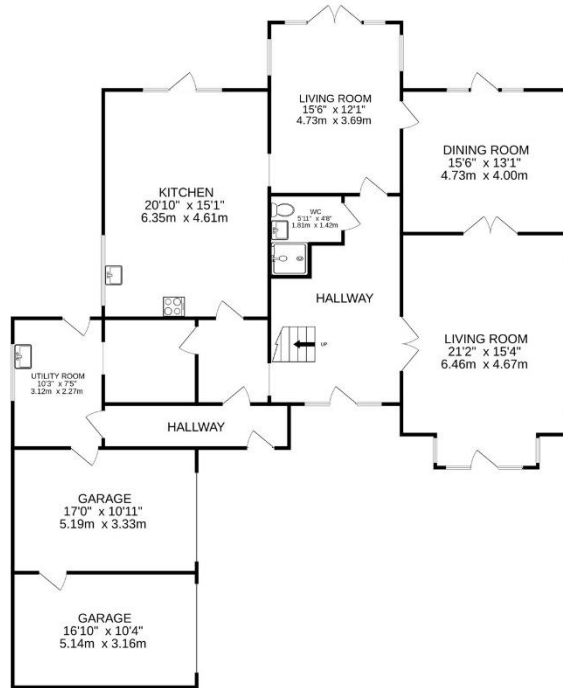 LIVING ROOM
15'6" x 12'1"
4.73m x 3.69m
DINING ROOM
15'6" x 13'1"
4.73m x 4.00m
KITCHEN
20'10" x 15'1"
6.35m x 4.61m
WC
5'11" x 4'8"
1.81m x 1.42m
HALLWAY
UP
LIVING ROOM
21'2" x 15'4"
6.46m x 4.67m
UTILITY ROOM
10'3" x 7'5"
3.12m x 2.27m
HALLWAY
GARAGE
17'0" x 10'11"
5.19m x 3.33m
GARAGE
16'10" x 10'4"
5.14m x 3.16m